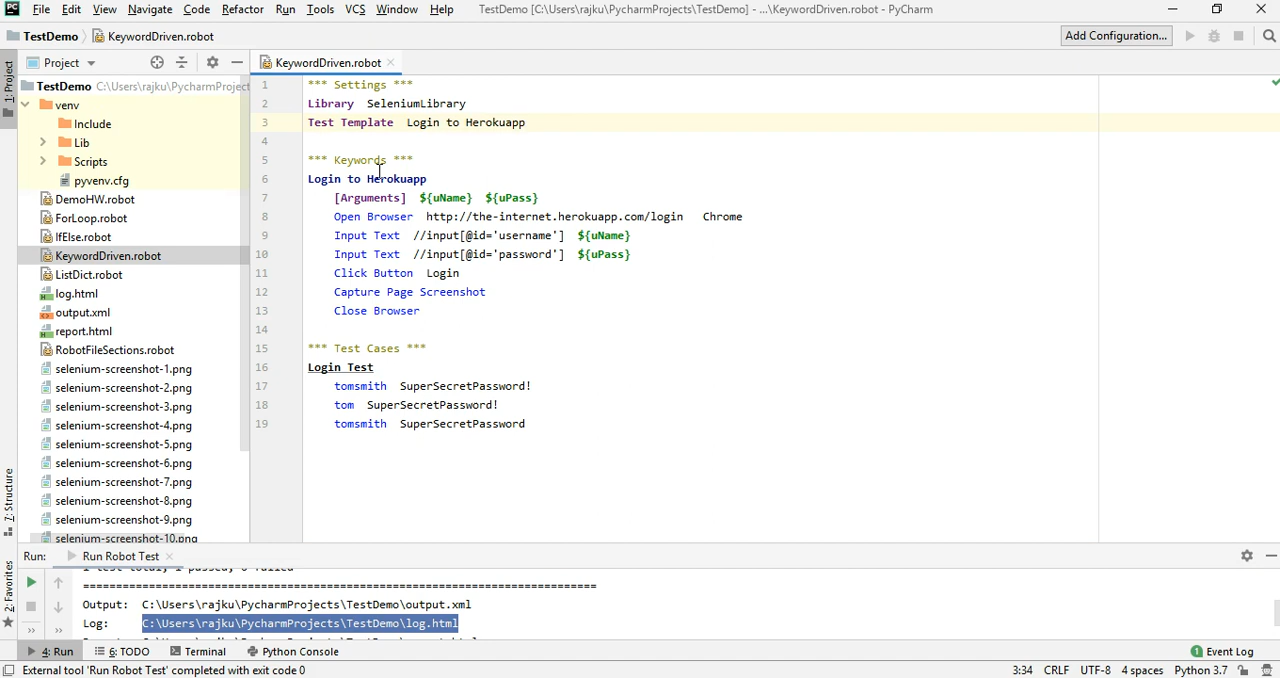 File Edit View Navigate Code Refactor Run Tools VCS Window Help TestDemo [C:\Users\rajku\PycharmProjects\TestDemo] - ...\KeywordDriven.robot - PyCharm
TestDemo KeywordDriven.robot Add Configuration...
1: Project
Project
KeywordDriven.robot
TestDemo C:\Users\rajku\PycharmProject
venv
Include
Lib
Scripts
pyvenv.cfg
DemoHW.robot
ForLoop.robot
IfElse.robot
KeywordDriven.robot
ListDict.robot
log.html
output.xml
report.html
RobotFileSections.robot
selenium-screenshot-1.png
selenium-screenshot-2.png
selenium-screenshot-3.png
selenium-screenshot-4.png
selenium-screenshot-5.png
selenium-screenshot-6.png
selenium-screenshot-7.png
selenium-screenshot-8.png
selenium-screenshot-9.png
selenium-screenshot-10.png
1 *** Settings ***
2 Library SeleniumLibrary
3 Test Template Login to Herokuapp
4
5 *** Keywords ***
6 Login to Herokuapp
7 [Arguments] ${uName} ${uPass}
8 Open Browser http://the-internet.herokuapp.com/login Chrome
9 Input Text //input[@id='username'] ${uName}
10 Input Text //input[@id='password'] ${uPass}
11 Click Button Login
12 Capture Page Screenshot
13 Close Browser
14
15 *** Test Cases ***
16 Login Test
17 tomsmith SuperSecretPassword!
18 tom SuperSecretPassword!
19 tomsmith SuperSecretPassword
7: Structure
2: Favorites
Run: Run Robot Test
==============================================================================
Output: C:\Users\rajku\PycharmProjects\TestDemo\output.xml
Log: C:\Users\rajku\PycharmProjects\TestDemo\log.html
4: Run 6: TODO Terminal Python Console 1 Event Log
External tool 'Run Robot Test' completed with exit code 0 3:34 CRLF UTF-8 4 spaces Python 3.7